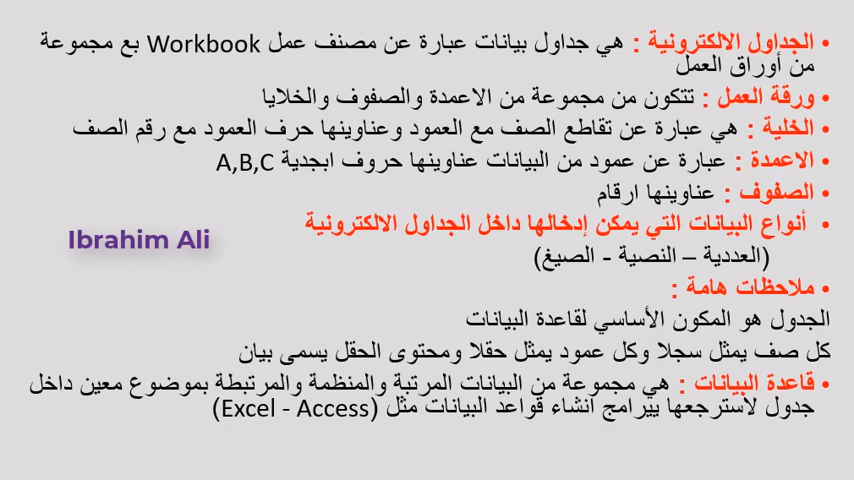 • الجداول الالكترونية : هي جداول بيانات عبارة عن مصنف عمل Workbook بع مجموعة
من أوراق العمل
• ورقة العمل : تتكون من مجموعة من الاعمدة والصفوف والخلايا
• الخلية : هي عبارة عن تقاطع الصف مع العمود وعناوينها حرف العمود مع رقم الصف
• الاعمدة : عبارة عن عمود من البيانات عناوينها حروف ابجدية A,B,C
• الصفوف : عناوينها ارقام
• أنواع البيانات التي يمكن إدخالها داخل الجداول الالكترونية
Ibrahim Ali
(العددية – النصية - الصيغ)
• ملاحظات هامة :
الجدول هو المكون الأساسي لقاعدة البيانات
كل صف يمثل سجلا وكل عمود يمثل حقلا ومحتوى الحقل يسمى بيان
• قاعدة البيانات : هي مجموعة من البيانات المرتبة والمنظمة والمرتبطة بموضوع معين داخل
جدول لاسترجعها ييرامج انشاء قواعد البيانات مثل (Excel - Access)